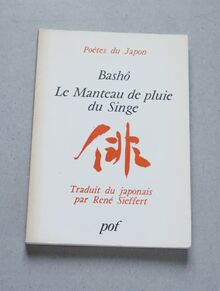 Poètes du Japon
Bashô
Le Manteau de pluie
du Singe
俳
Traduit du japonais
par René Sieffert
pof